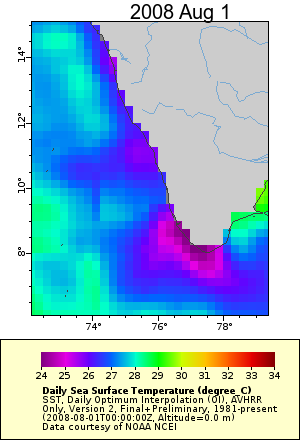 2008 Aug 1
14°
12°
10°
8°
74°
76°
78°
24 25 26 27 28 29 30 31 32 33 34
Daily Sea Surface Temperature (degree_C)
SST, Daily Optimum Interpolation (OI), AVHRR
Only, Version 2, Final+Preliminary, 1981-present
(2008-08-01T00:00:00Z, Altitude=0.0 m)
Data courtesy of NOAA NCEI